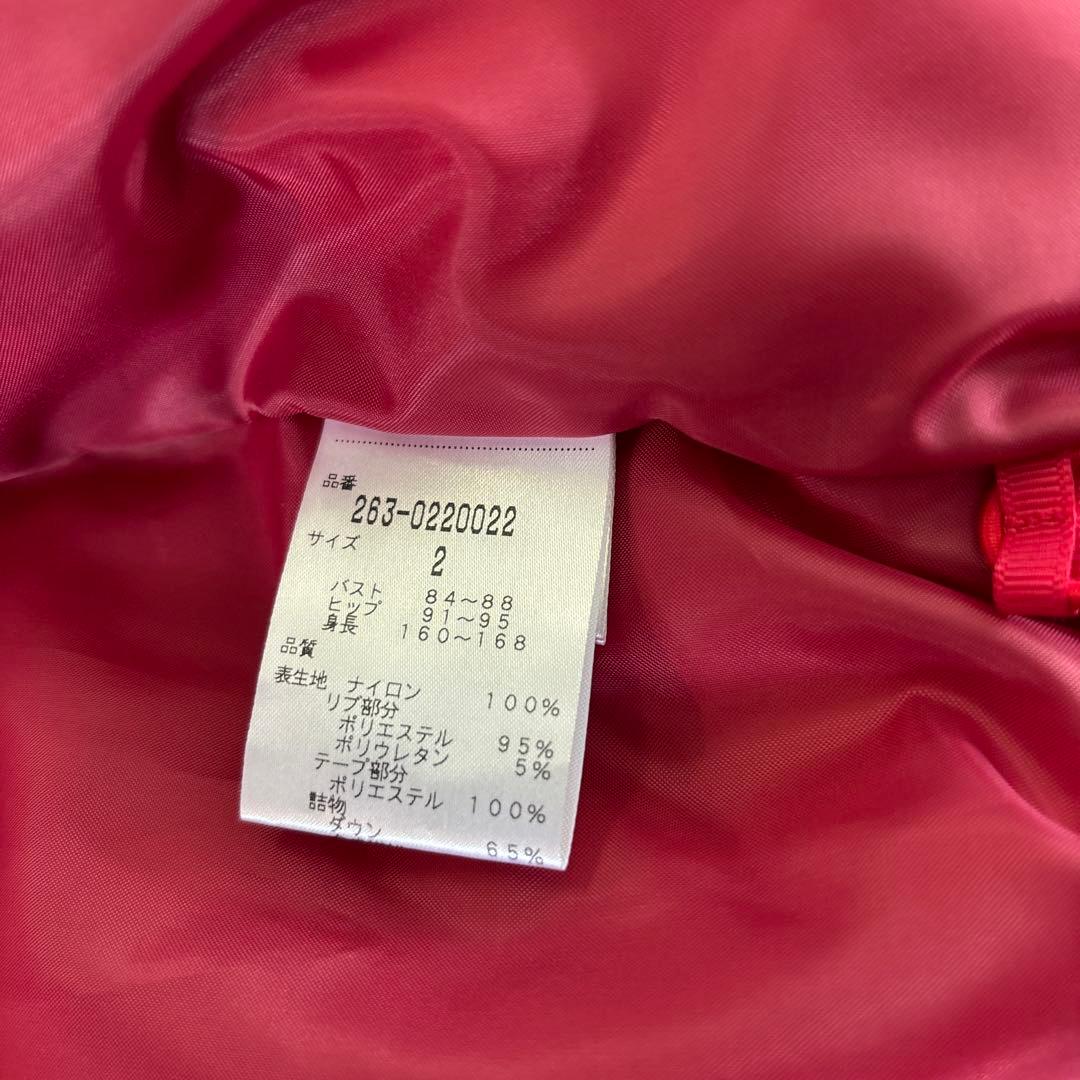 品番
263-0220022
サイズ
2
バスト 84～88
ヒップ 91～95
身長 160～168
品質
表生地 ナイロン 100%
リブ部分
ポリエステル 95%
ポリウレタン 5%
テープ部分
ポリエステル 100%
詰物
ダウン 65%